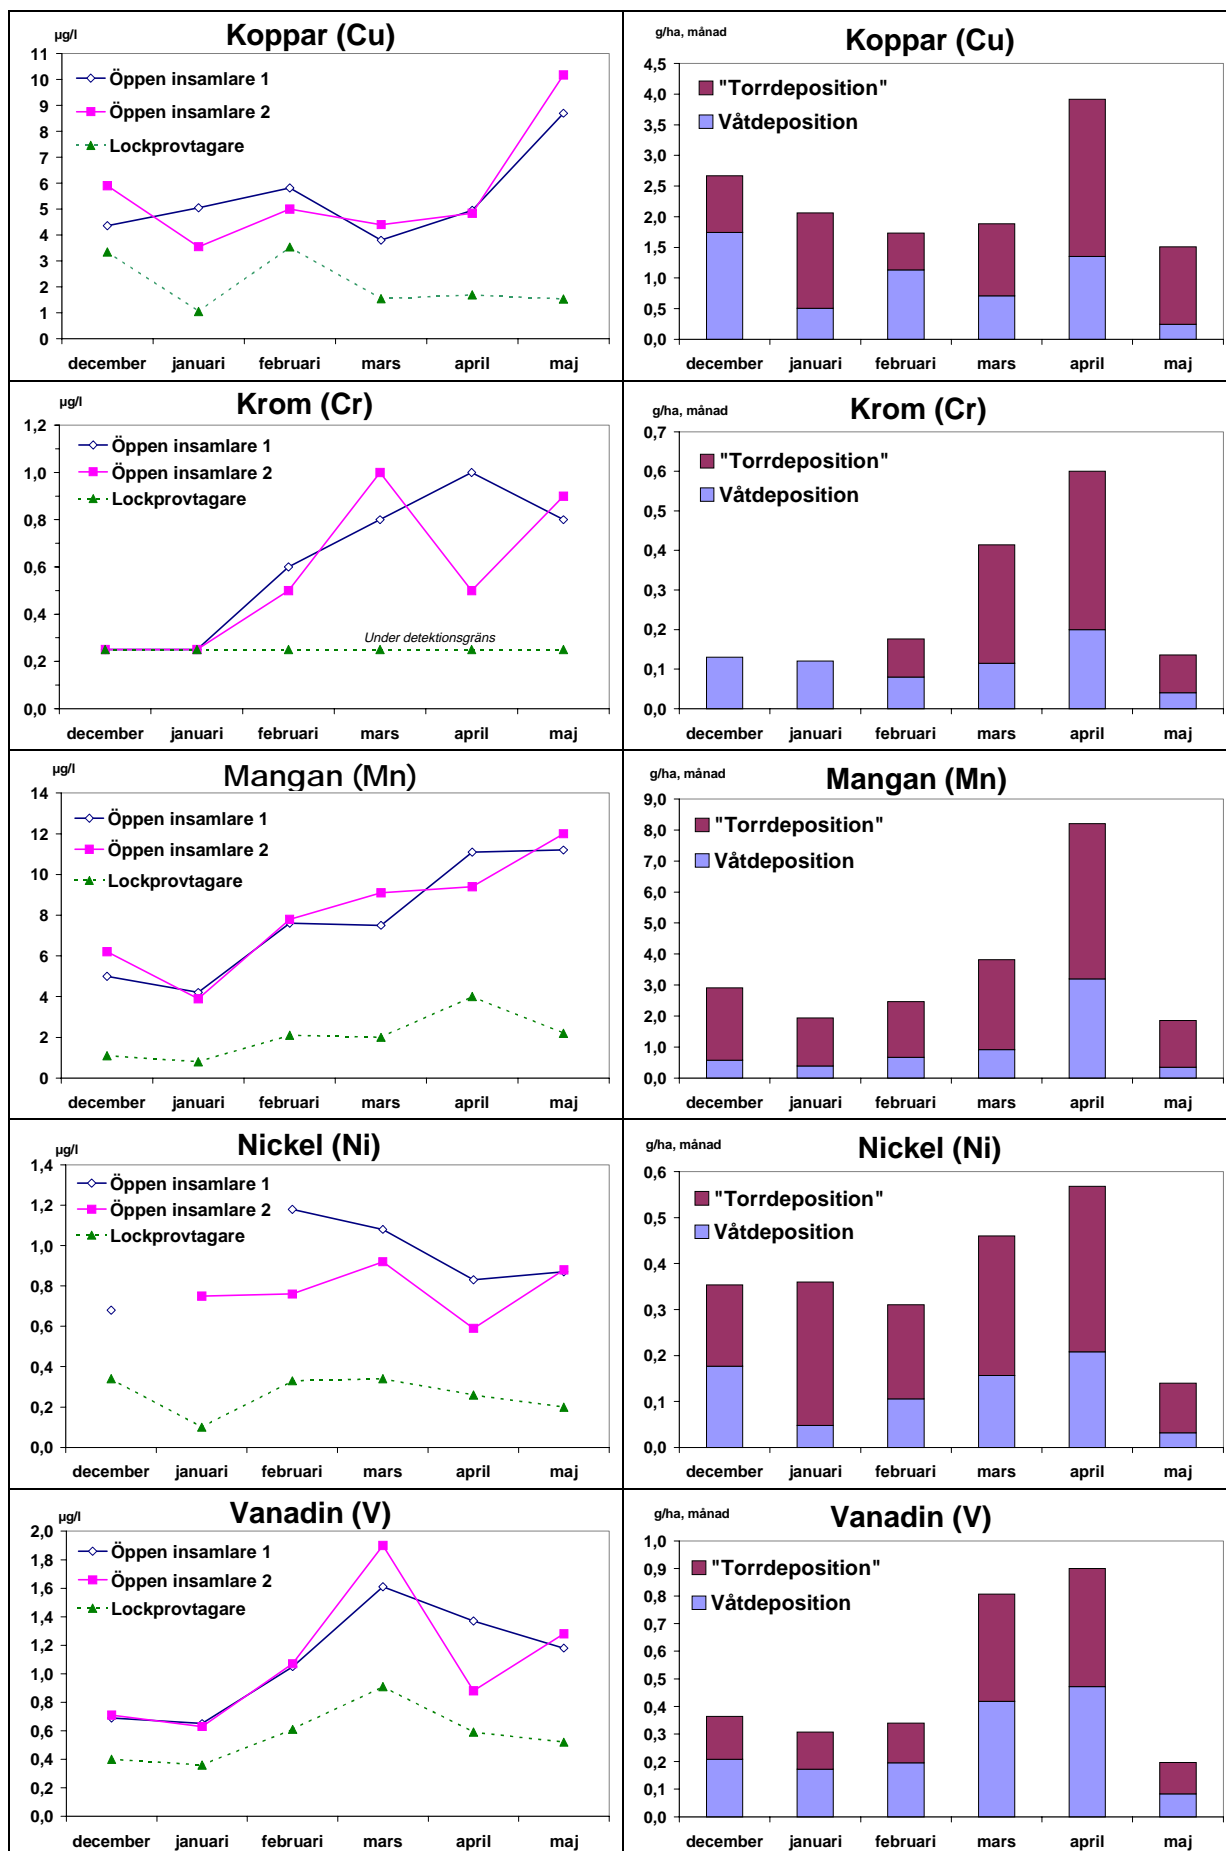 Koppar (Cu)
µg/l
11
10
9
8
7
6
5
4
3
2
1
0
Öppen insamlare 1
Öppen insamlare 2
Lockprovtagare
december januari februari mars april maj
Koppar (Cu)
g/ha, månad
4,5
4,0
3,5
3,0
2,5
2,0
1,5
1,0
0,5
0,0
"Torrdeposition"
Våtdeposition
december januari februari mars april maj
Krom (Cr)
µg/l
1,2
1,0
0,8
0,6
0,4
0,2
0,0
Öppen insamlare 1
Öppen insamlare 2
Lockprovtagare
Under detektionsgräns
december januari februari mars april maj
Krom (Cr)
g/ha, månad
0,7
0,6
0,5
0,4
0,3
0,2
0,1
0,0
"Torrdeposition"
Våtdeposition
december januari februari mars april maj
Mangan (Mn)
µg/l
14
12
10
8
6
4
2
0
Öppen insamlare 1
Öppen insamlare 2
Lockprovtagare
december januari februari mars april maj
Mangan (Mn)
g/ha, månad
9,0
8,0
7,0
6,0
5,0
4,0
3,0
2,0
1,0
0,0
"Torrdeposition"
Våtdeposition
december januari februari mars april maj
Nickel (Ni)
µg/l
1,4
1,2
1,0
0,8
0,6
0,4
0,2
0,0
Öppen insamlare 1
Öppen insamlare 2
Lockprovtagare
december januari februari mars april maj
Nickel (Ni)
g/ha, månad
0,6
0,5
0,4
0,3
0,2
0,1
0,0
"Torrdeposition"
Våtdeposition
december januari februari mars april maj
Vanadin (V)
µg/l
2,0
1,8
1,6
1,4
1,2
1,0
0,8
0,6
0,4
0,2
0,0
Öppen insamlare 1
Öppen insamlare 2
Lockprovtagare
december januari februari mars april maj
Vanadin (V)
g/ha, månad
1,0
0,9
0,8
0,7
0,6
0,5
0,4
0,3
0,2
0,1
0,0
"Torrdeposition"
Våtdeposition
december januari februari mars april maj